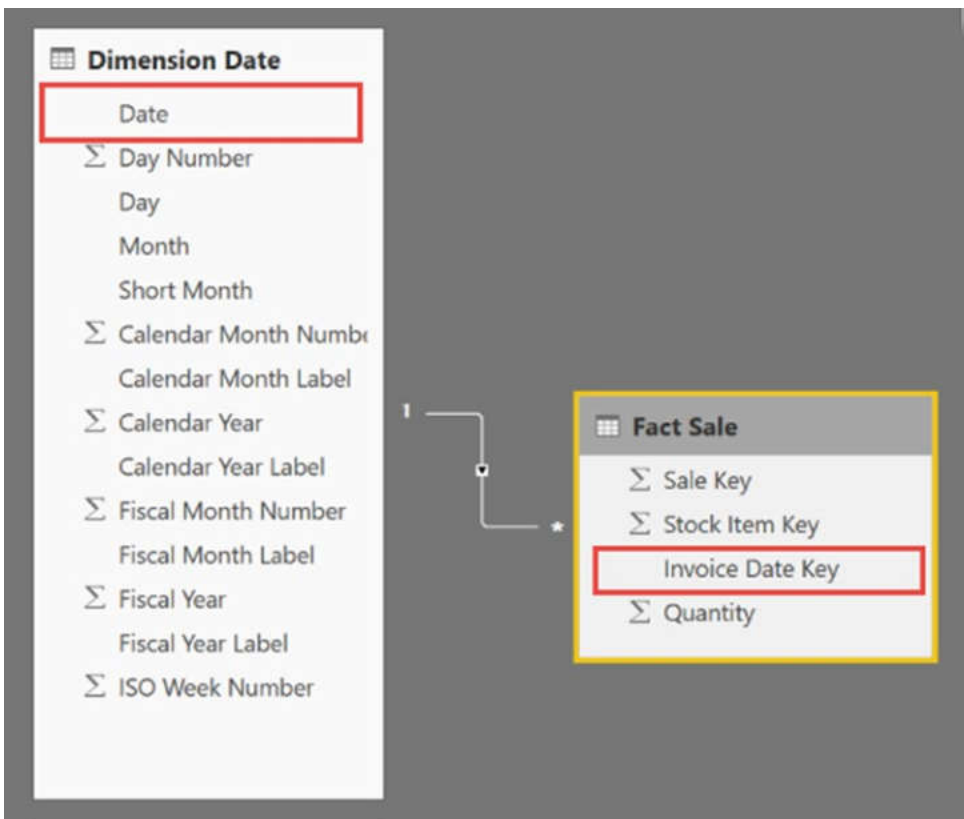 Dimension Date
Date
∑ Day Number
Day
Month
Short Month
∑ Calendar Month Numbe
Calendar Month Label
∑ Calendar Year
Calendar Year Label
∑ Fiscal Month Number
Fiscal Month Label
∑ Fiscal Year
Fiscal Year Label
∑ ISO Week Number
1
*
Fact Sale
∑ Sale Key
∑ Stock Item Key
Invoice Date Key
∑ Quantity